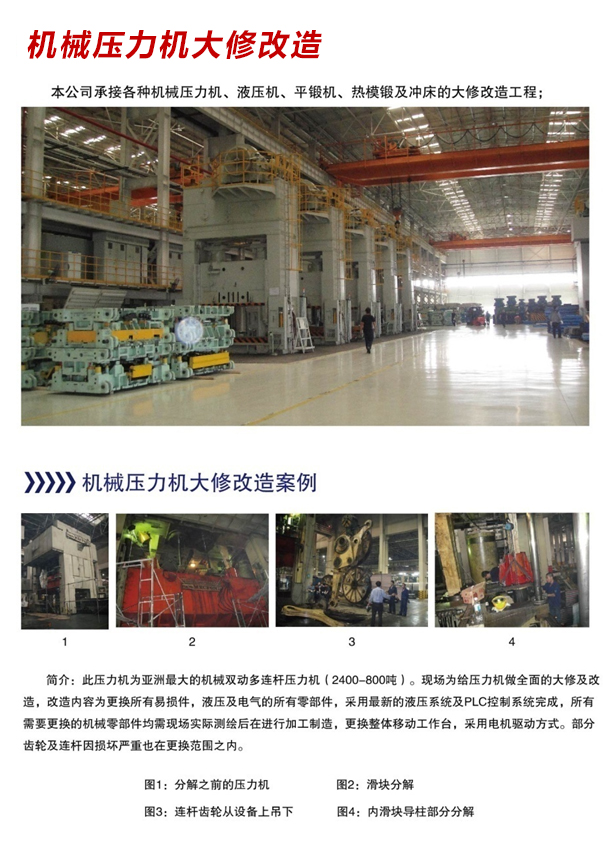 机械压力机大修改造
本公司承接各种机械压力机、液压机、平锻机、热模锻及冲床的大修改造工程；
机械压力机大修改造案例
1 2 3 4
简介：此压力机为亚洲最大的机械双动多连杆压力机（2400-800吨）。现场为给压力机做全面的大修及改
造，改造内容为更换所有易损件，液压及电气的所有零部件，采用最新的液压系统及PLC控制系统完成，所有
需要更换的机械零部件均需现场实际测绘后在进行加工制造，更换整体移动工作台，采用电机驱动方式。部分
齿轮及连杆因损坏严重也在更换范围之内。
图1：分解之前的压力机 图2：滑块分解
图3：连杆齿轮从设备上吊下 图4：内滑块导柱部分分解